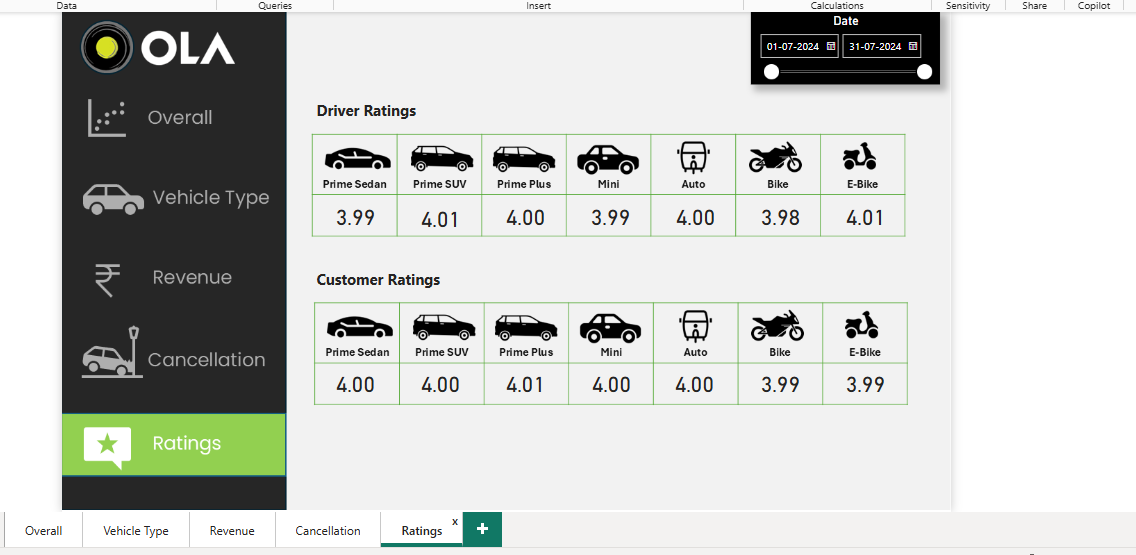 Data Queries Insert Calculations Sensitivity Share Copilot
OLA
Date
01-07-2024 31-07-2024
Overall
Vehicle Type
Revenue
Cancellation
Ratings
Driver Ratings
Prime Sedan Prime SUV Prime Plus Mini Auto Bike E-Bike
3.99 4.01 4.00 3.99 4.00 3.98 4.01
Customer Ratings
Prime Sedan Prime SUV Prime Plus Mini Auto Bike E-Bike
4.00 4.00 4.01 4.00 4.00 3.99 3.99
Overall Vehicle Type Revenue Cancellation Ratings x +